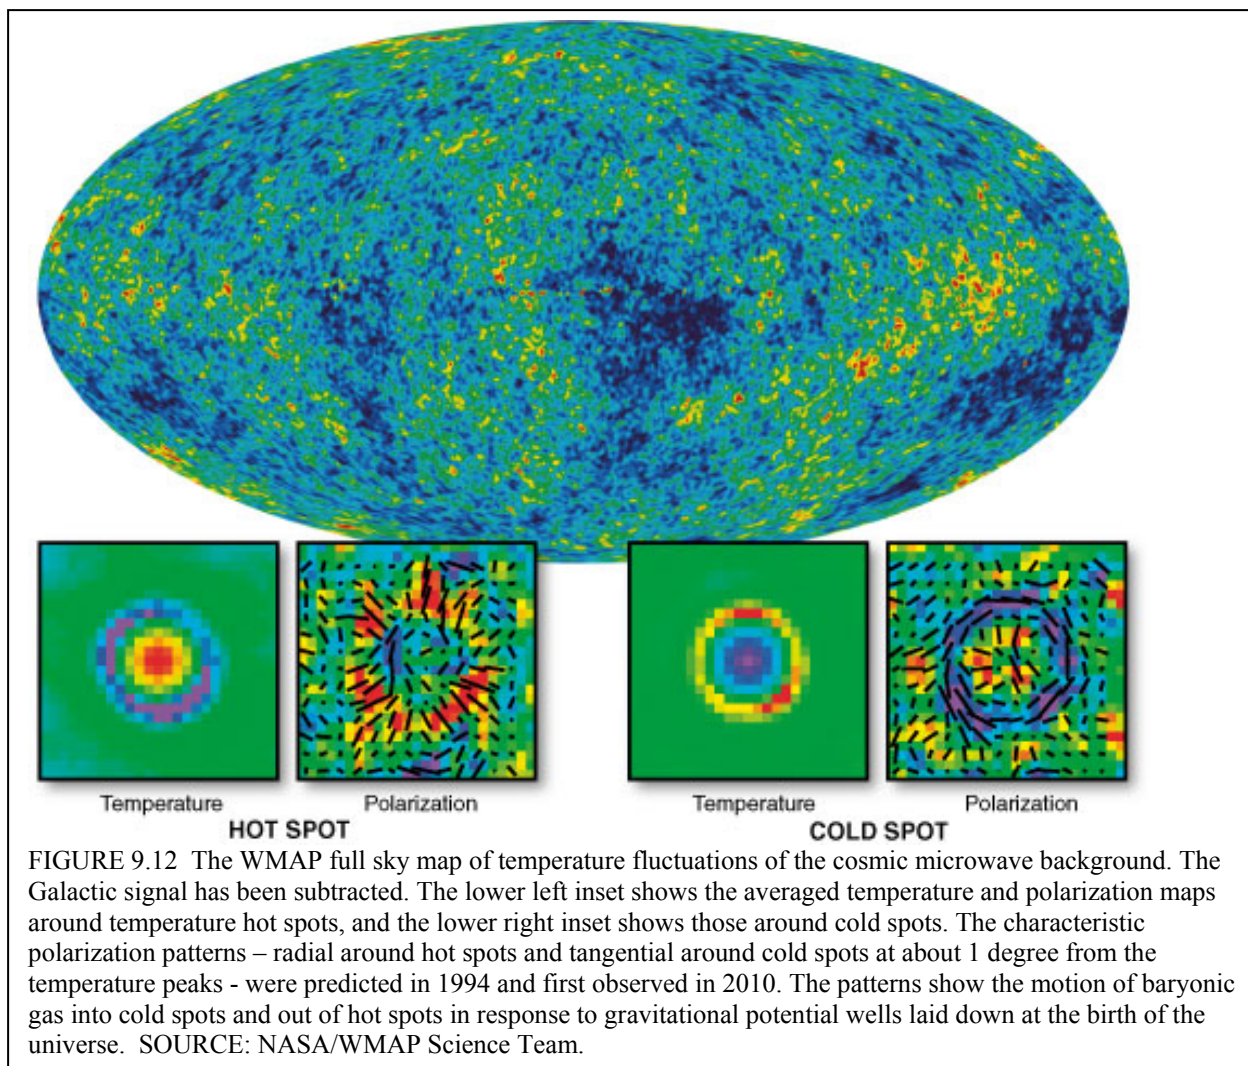 Temperature Polarization Temperature Polarization
HOT SPOT COLD SPOT
FIGURE 9.12 The WMAP full sky map of temperature fluctuations of the cosmic microwave background. The
Galactic signal has been subtracted. The lower left inset shows the averaged temperature and polarization maps
around temperature hot spots, and the lower right inset shows those around cold spots. The characteristic
polarization patterns – radial around hot spots and tangential around cold spots at about 1 degree from the
temperature peaks - were predicted in 1994 and first observed in 2010. The patterns show the motion of baryonic
gas into cold spots and out of hot spots in response to gravitational potential wells laid down at the birth of the
universe. SOURCE: NASA/WMAP Science Team.